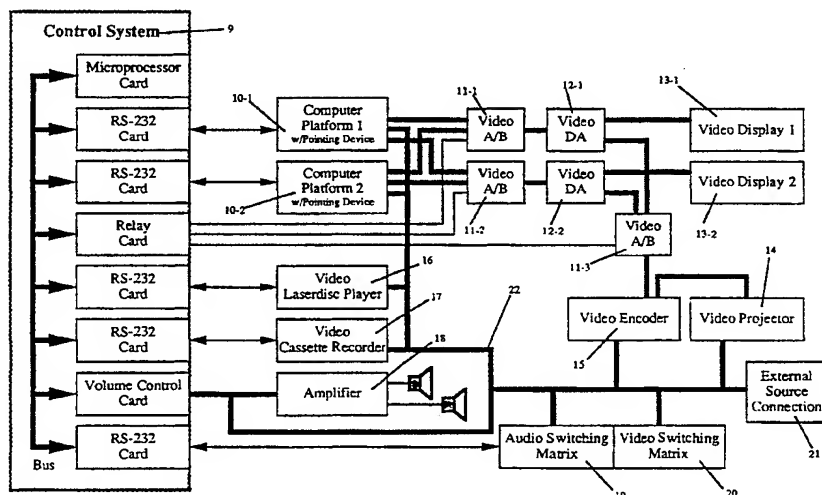 Control System
9
Microprocessor
Card
RS-232
Card
RS-232
Card
Relay
Card
RS-232
Card
RS-232
Card
Volume Control
Card
RS-232
Card
Bus
10-1
Computer
Platform 1
w/Pointing Device
Computer
Platform 2
w/Pointing Device
10-2
11-1
Video
A/B
12-1
Video
DA
13-1
Video Display 1
Video
A/B
11-2
Video
DA
12-2
Video Display 2
13-2
Video
A/B
11-3
16
Video
Laserdisc Player
17
Video
Cassette Recorder
18
Amplifier
22
14
Video Encoder
15
Video Projector
External
Source
Connection
21
Audio Switching
Matrix
19
Video Switching
Matrix
20